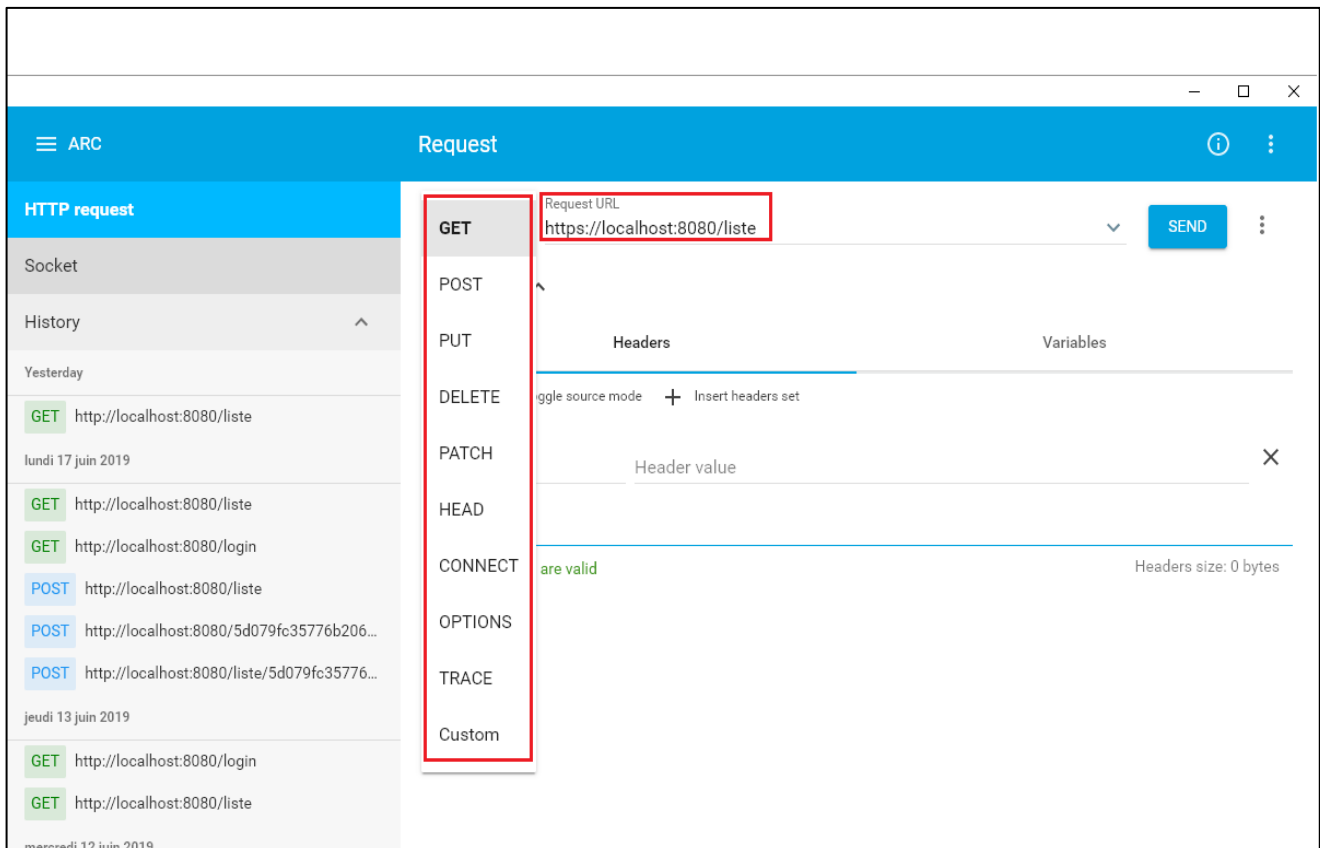 ARC
Request
HTTP request
Socket
History
Yesterday
GET http://localhost:8080/liste
lundi 17 juin 2019
GET http://localhost:8080/liste
GET http://localhost:8080/login
POST http://localhost:8080/liste
POST http://localhost:8080/5d079fc35776b206...
POST http://localhost:8080/liste/5d079fc35776...
jeudi 13 juin 2019
GET http://localhost:8080/login
GET http://localhost:8080/liste
mercredi 12 juin 2019
GET
POST
PUT
DELETE
PATCH
HEAD
CONNECT
OPTIONS
TRACE
Custom
Request URL
https://localhost:8080/liste
SEND
Headers
Variables
source mode
Insert headers set
Header value
are valid
Headers size: 0 bytes